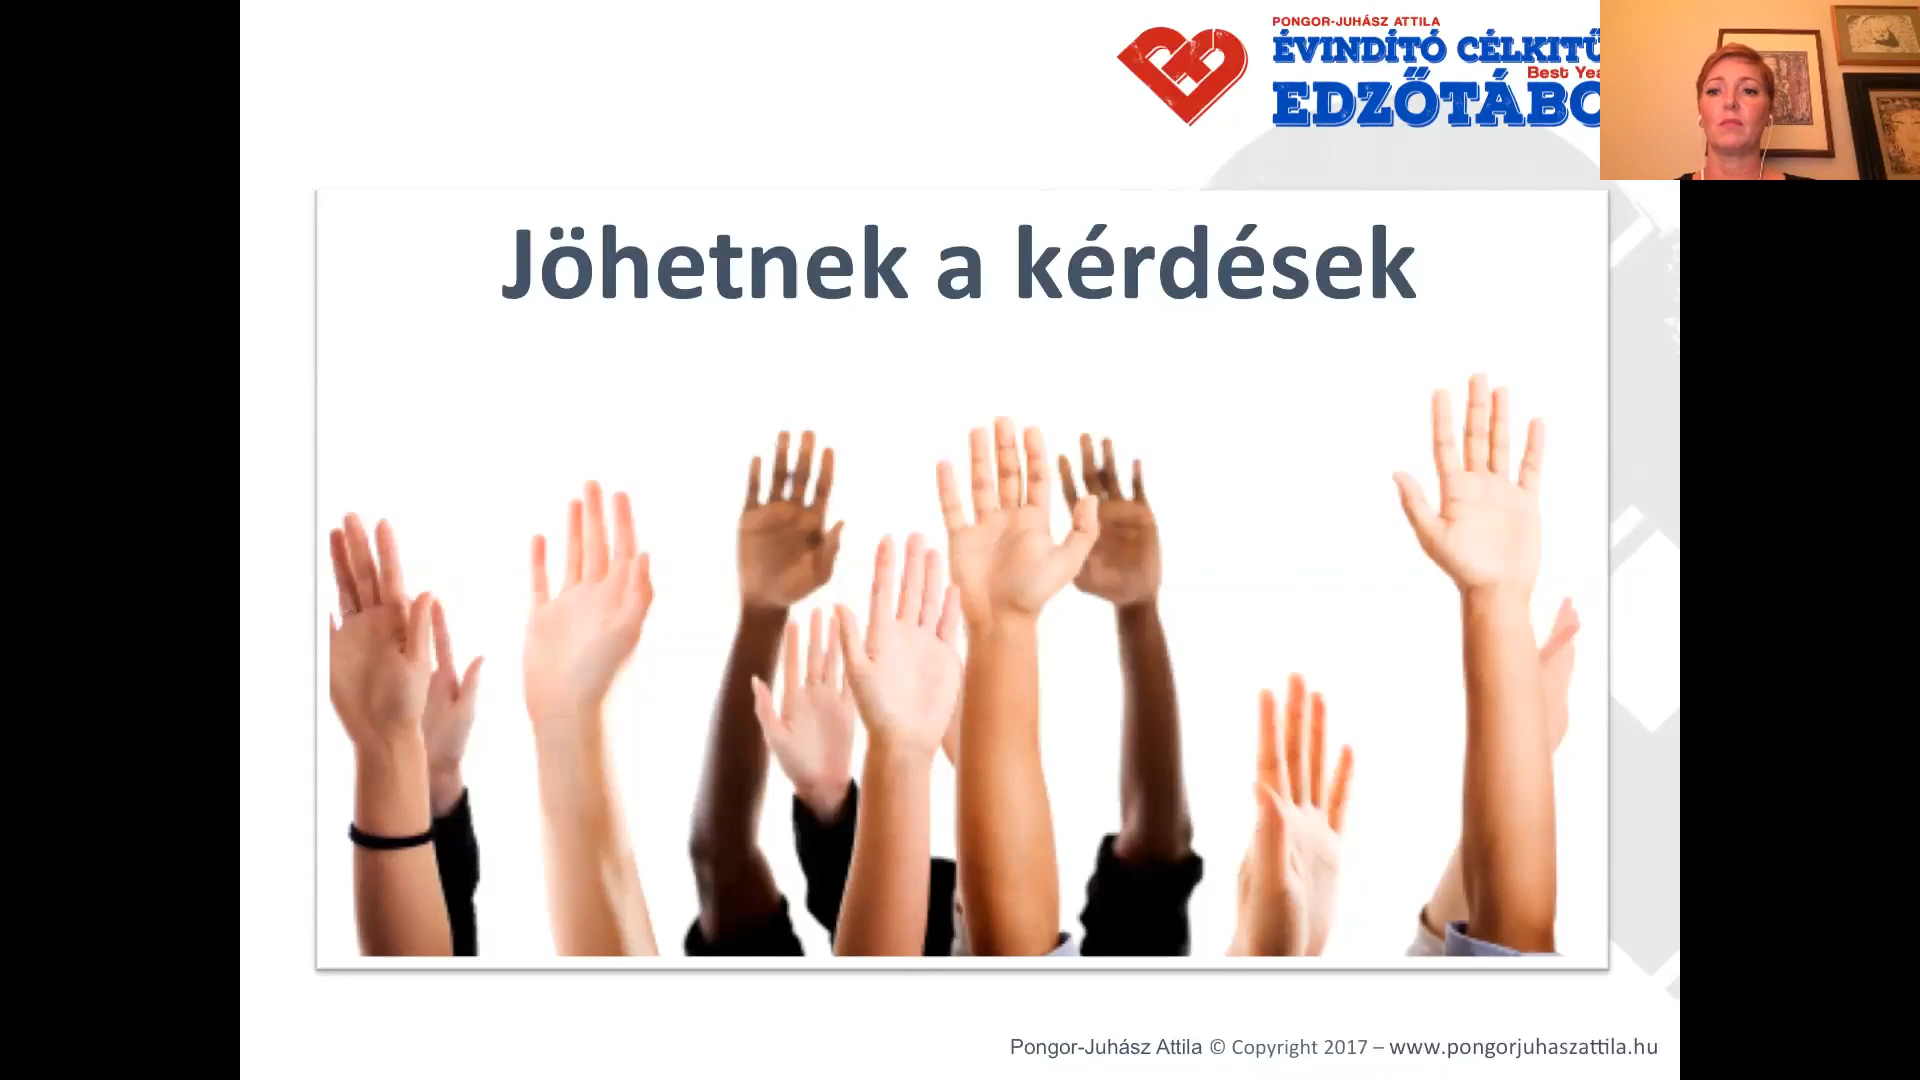 PONGOR-JUHÁSZ ATTILA
ÉVINDÍTÓ CÉLKITŰ
Best Yea
EDZŐTÁBO
Jöhetnek a kérdések
Pongor-Juhász Attila © Copyright 2017 – www.pongorjuhaszattila.hu